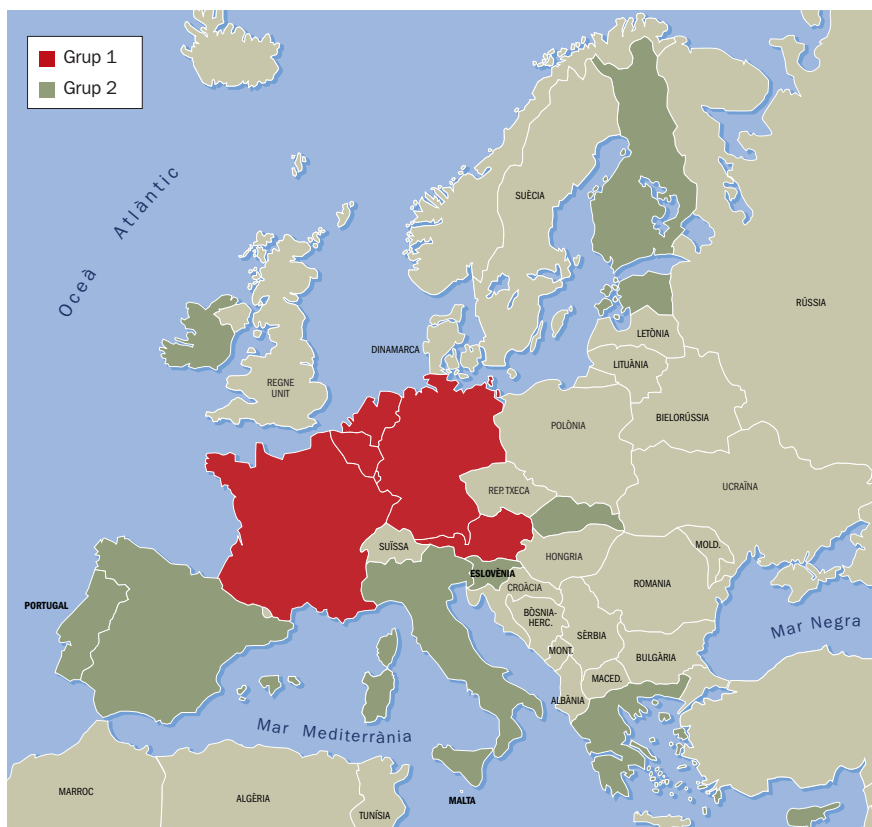 Grup 1
Grup 2
Oceà Atlàntic
SUÈCIA
RÚSSIA
LETÒNIA
DINAMARCA
LITUÀNIA
REGNE
UNIT
BIELORÚSSIA
POLÒNIA
REP. TXECA
UCRAÏNA
SUÏSSA
HONGRIA
MOLD.
ESLOVÈNIA
CROÀCIA
ROMANIA
PORTUGAL
BÒSNIA-
HERC.
SÈRBIA
Mar Negra
MONT.
BULGÀRIA
MACED.
ALBÀNIA
Mar Mediterrània
MARROC
ALGÈRIA
TUNÍSIA
MALTA